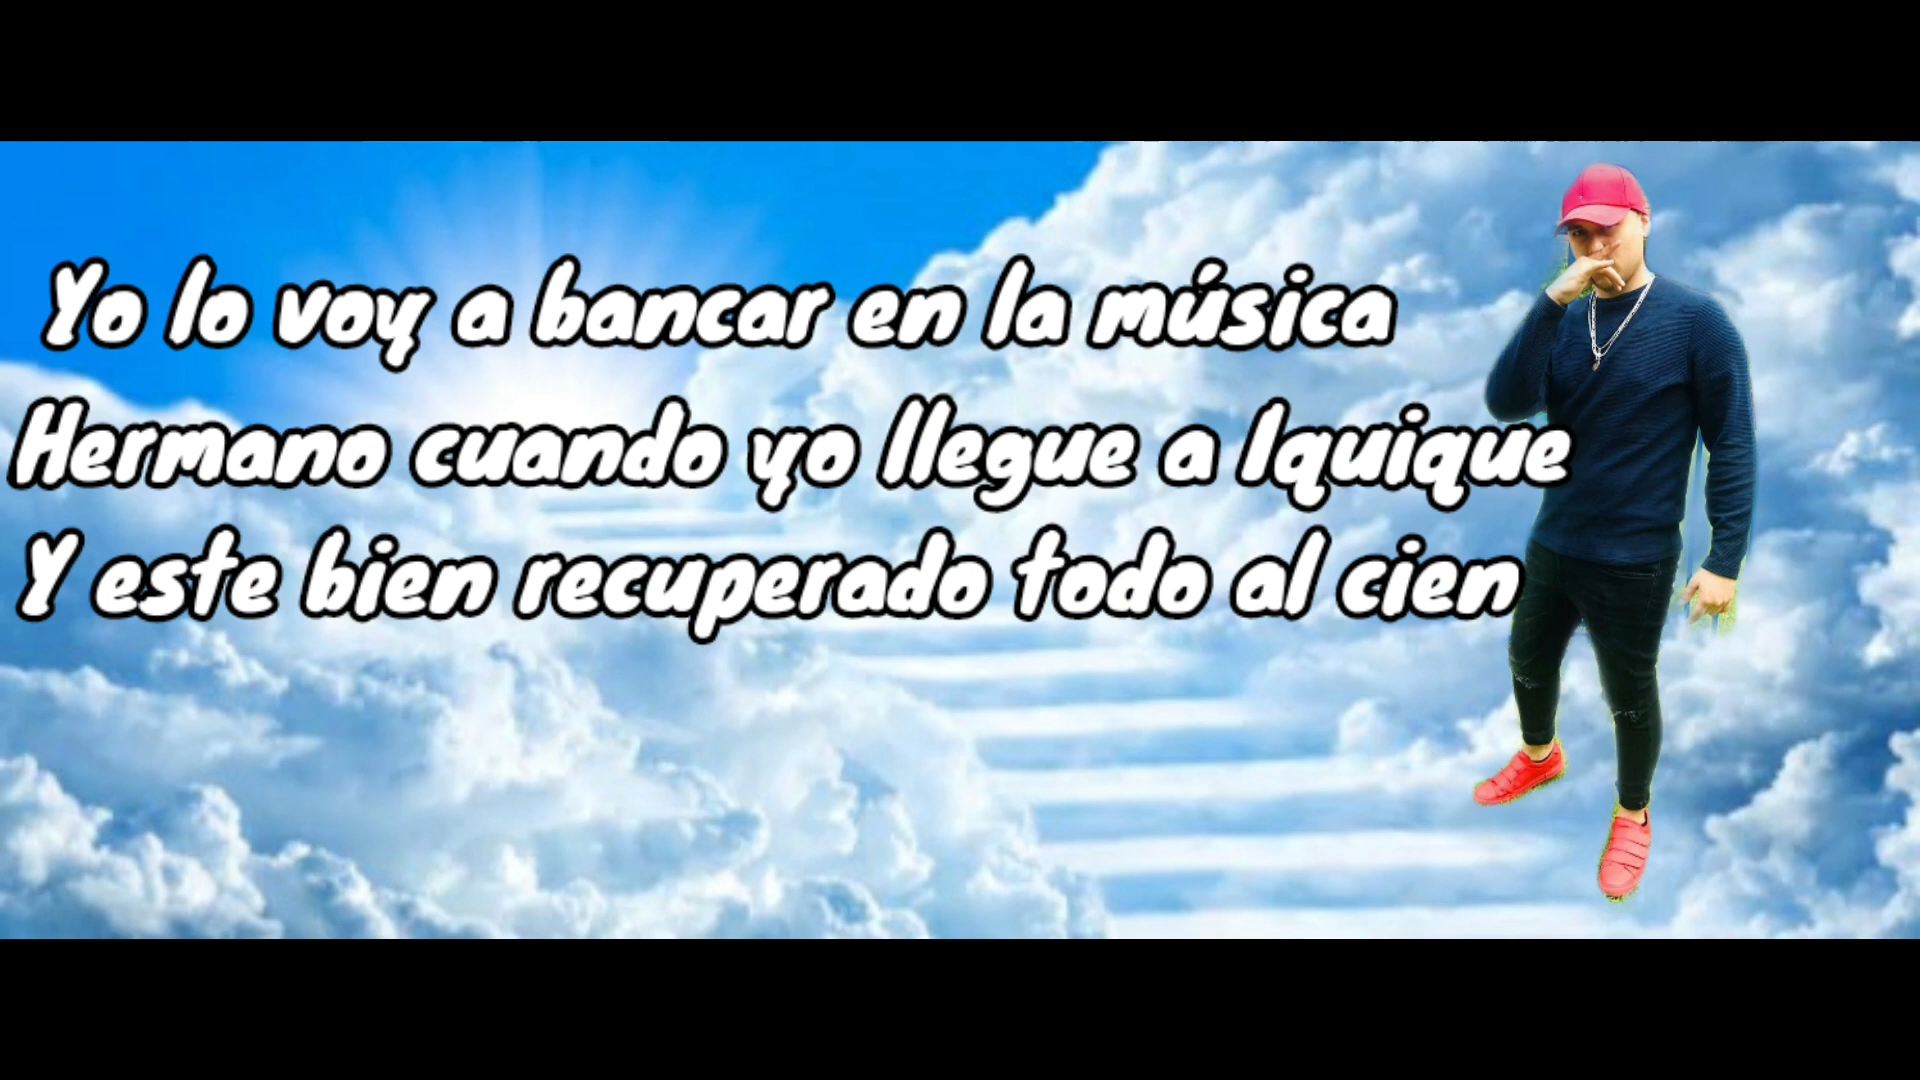 Yo lo voy a bancar en la música
Hermano cuando yo llegue a Iquique
Y este bien recuperado todo al cien